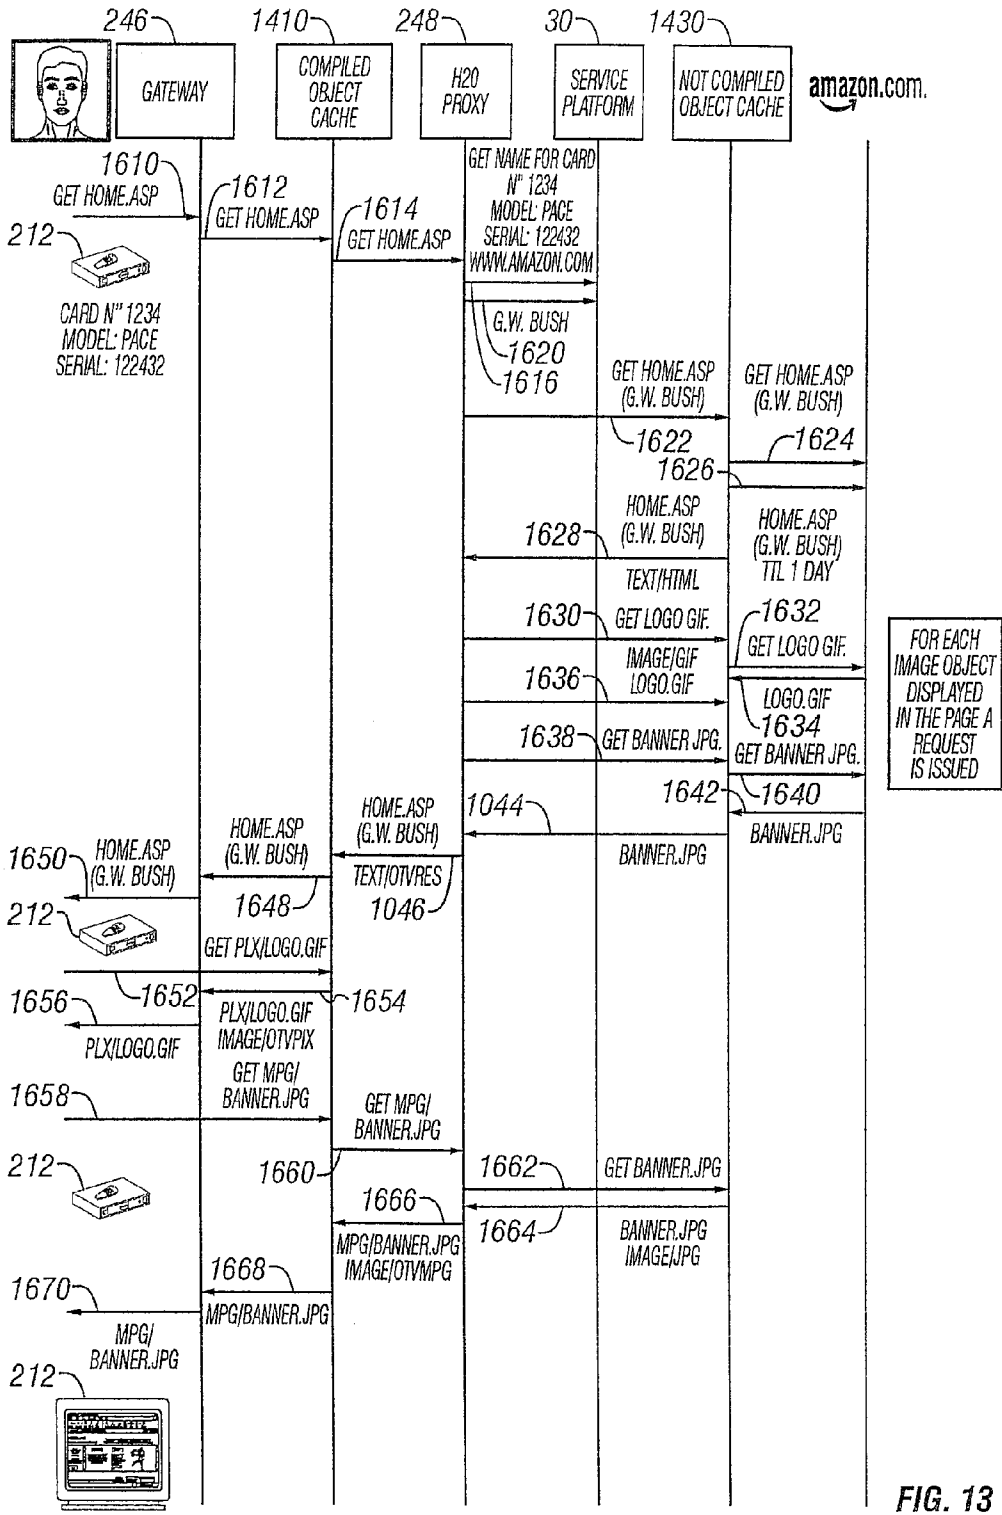 246
1410
248
30
1430
GATEWAY
COMPILED
OBJECT
CACHE
H20
PROXY
SERVICE
PLATFORM
NOT COMPILED
OBJECT CACHE
amazon.com.
1610
GET HOME.ASP
1612
GET HOME.ASP
1614
GET HOME.ASP
GET NAME FOR CARD
N" 1234
MODEL: PACE
SERIAL: 122432
WWW.AMAZON.COM
212
CARD N" 1234
MODEL: PACE
SERIAL: 122432
G.W. BUSH
1620
1616
GET HOME.ASP
(G.W. BUSH)
1622
GET HOME.ASP
(G.W. BUSH)
1624
1626
HOME.ASP
(G.W. BUSH)
1628
TEXT/HTML
HOME.ASP
(G.W. BUSH)
TTL 1 DAY
1630
GET LOGO GIF.
1632
GET LOGO GIF.
IMAGE/GIF
LOGO.GIF
1636
LOGO.GIF
1634
1638
GET BANNER JPG.
GET BANNER JPG.
1640
1642
BANNER.JPG
1044
BANNER.JPG
FOR EACH
IMAGE OBJECT
DISPLAYED
IN THE PAGE A
REQUEST
IS ISSUED
HOME.ASP
(G.W. BUSH)
TEXT/OTVRES
1046
HOME.ASP
(G.W. BUSH)
1648
1650
HOME.ASP
(G.W. BUSH)
212
GET PLX/LOGO.GIF
1652
1654
PLX/LOGO.GIF
IMAGE/OTVPIX
1656
PLX/LOGO.GIF
GET MPG/
BANNER.JPG
1658
GET MPG/
BANNER.JPG
1660
1662
GET BANNER.JPG
212
1664
BANNER.JPG
IMAGE/JPG
1666
MPG/BANNER.JPG
IMAGE/OTVMPG
1668
MPG/BANNER.JPG
1670
MPG/
BANNER.JPG
212
FIG. 13